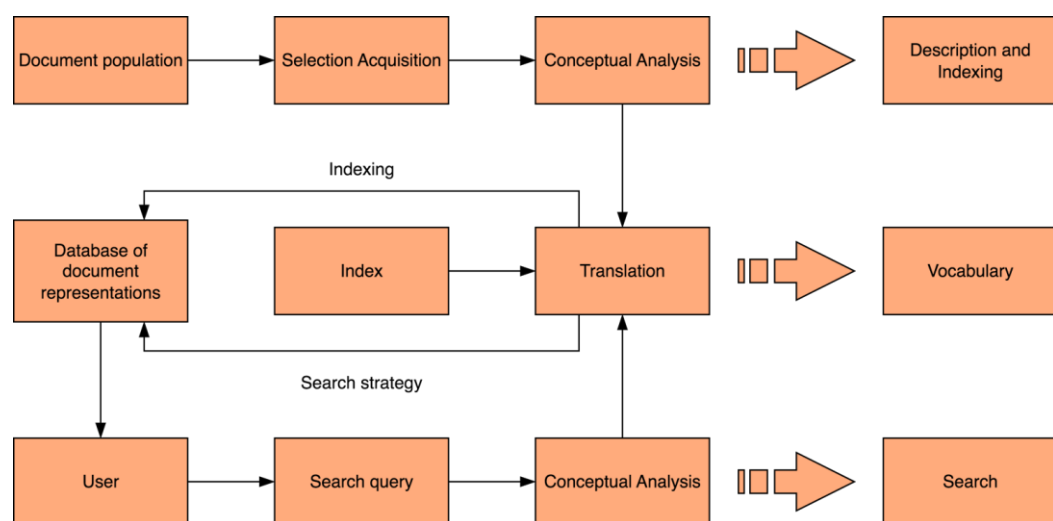 Document population
Selection Acquisition
Conceptual Analysis
Description and
Indexing
Indexing
Database of
document
representations
Index
Translation
Vocabulary
Search strategy
User
Search query
Conceptual Analysis
Search